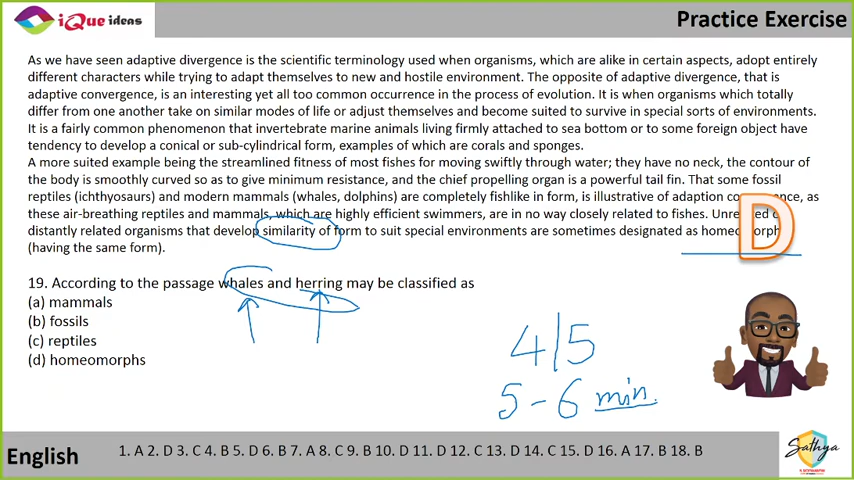 iQue ideas
Practice Exercise
As we have seen adaptive divergence is the scientific terminology used when organisms, which are alike in certain aspects, adopt entirely
different characters while trying to adapt themselves to new and hostile environment. The opposite of adaptive divergence, that is
adaptive convergence, is an interesting yet all too common occurrence in the process of evolution. It is when organisms which totally
differ from one another take on similar modes of life or adjust themselves and become suited to survive in special sorts of environments.
It is a fairly common phenomenon that invertebrate marine animals living firmly attached to sea bottom or to some foreign object have
tendency to develop a conical or sub-cylindrical form, examples of which are corals and sponges.
A more suited example being the streamlined fitness of most fishes for moving swiftly through water; they have no neck, the contour of
the body is smoothly curved so as to give minimum resistance, and the chief propelling organ is a powerful tail fin. That some fossil
reptiles (ichthyosaurs) and modern mammals (whales, dolphins) are completely fishlike in form, is illustrative of adaption as
these air-breathing reptiles and mammals, which are highly efficient swimmers, are in no way closely related to fishes.
distantly related organisms that develop similarity of form to suit special environments are sometimes designated as
(having the same form).
D
19. According to the passage whales and herring may be classified as
(a) mammals
(b) fossils
(c) reptiles
(d) homeomorphs
4/5
5-6 min.
English
1. A 2. D 3. C 4. B 5. D 6. B 7. A 8. C 9. B 10. D 11. D 12. C 13. D 14. C 15. D 16. A 17. B 18. B
Sathya